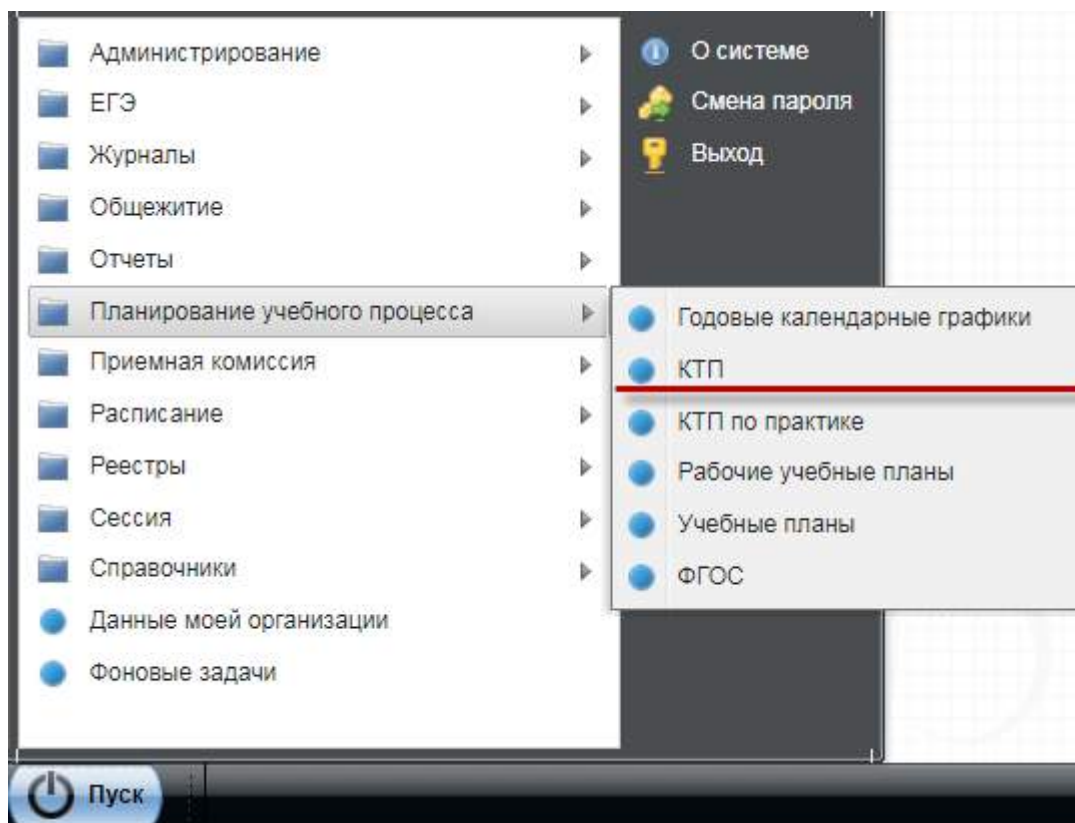 Администрирование
ЕГЭ
Журналы
Общежитие
Отчеты
Планирование учебного процесса
Приемная комиссия
Расписание
Реестры
Сессия
Справочники
Данные моей организации
Фоновые задачи
О системе
Смена пароля
Выход
Годовые календарные графики
КТП
КТП по практике
Рабочие учебные планы
Учебные планы
ФГОС
Пуск